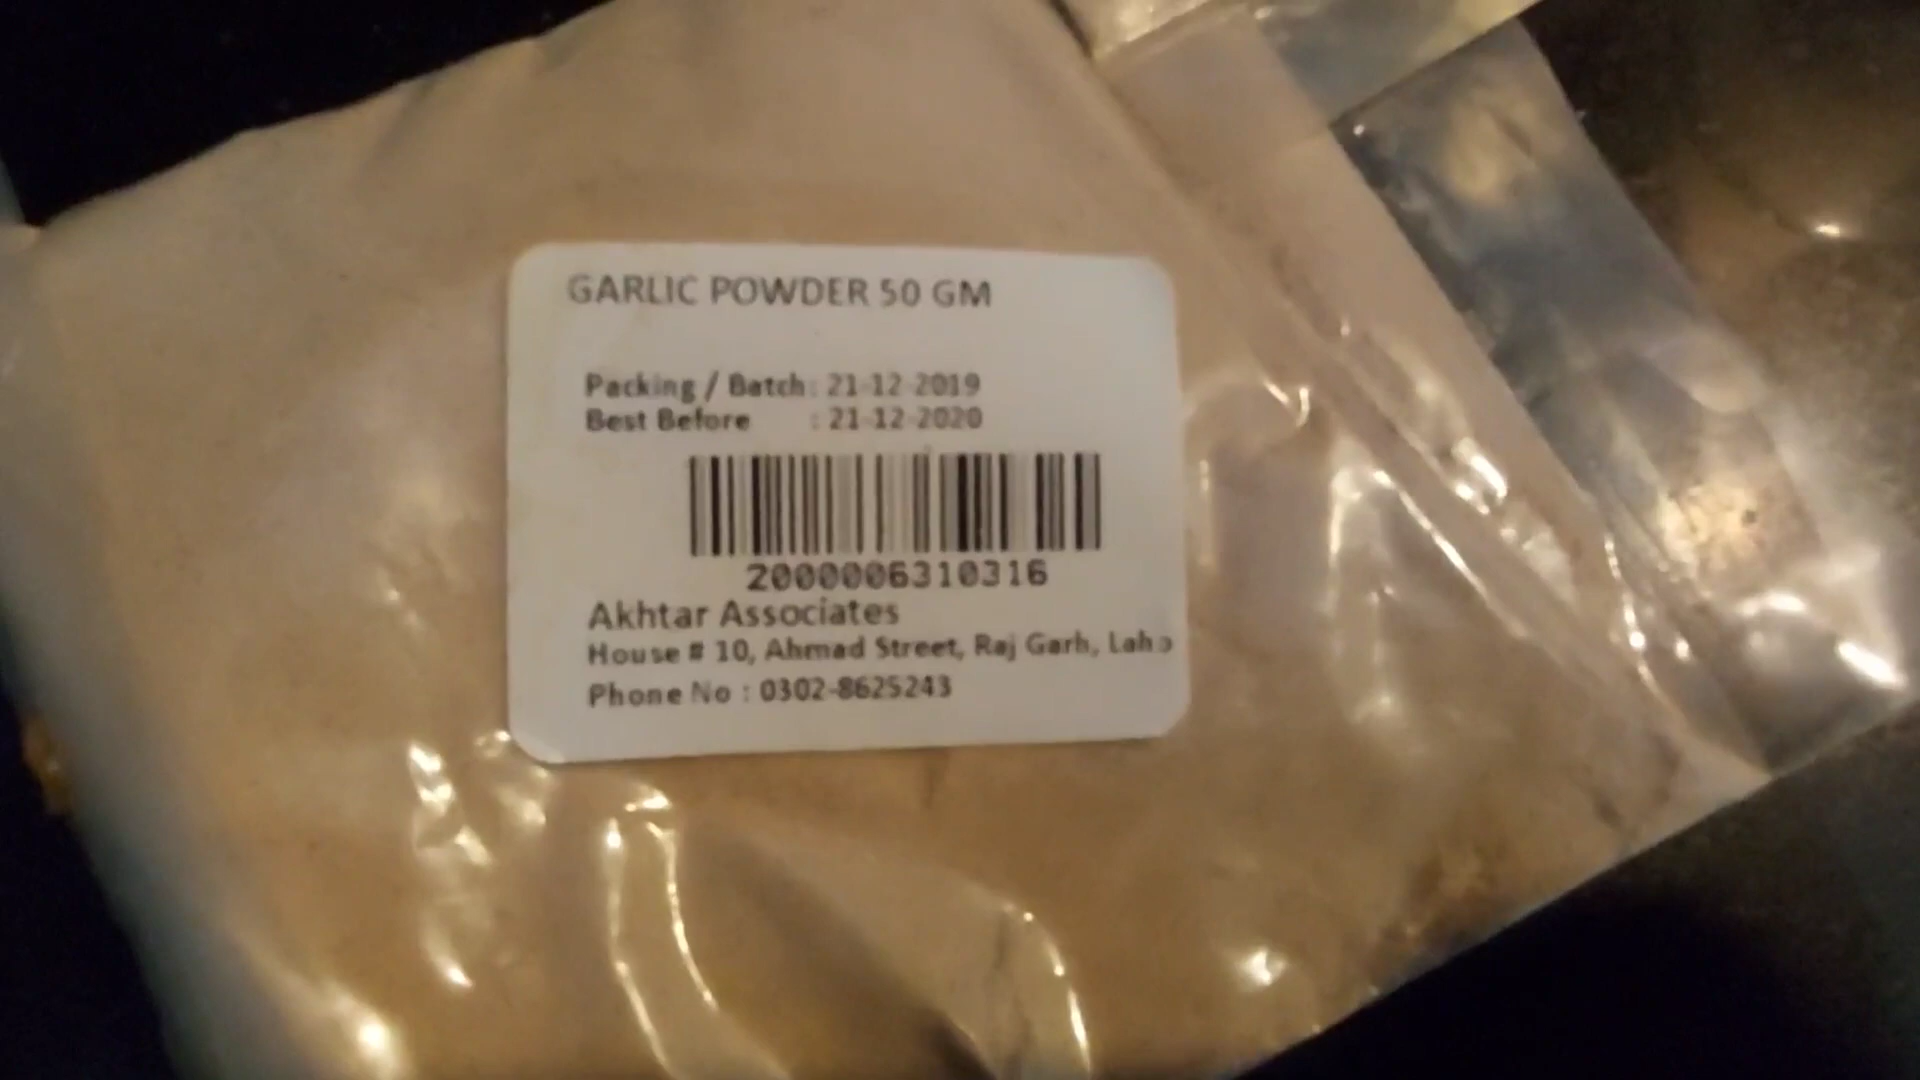 GARLIC POWDER 50 GM
Packing / Batch : 21-12-2019
Best Before : 21-12-2020
2000006310316
Akhtar Associates
House # 10, Ahmad Street, Raj Garh, Laho
Phone No : 0302-8625243